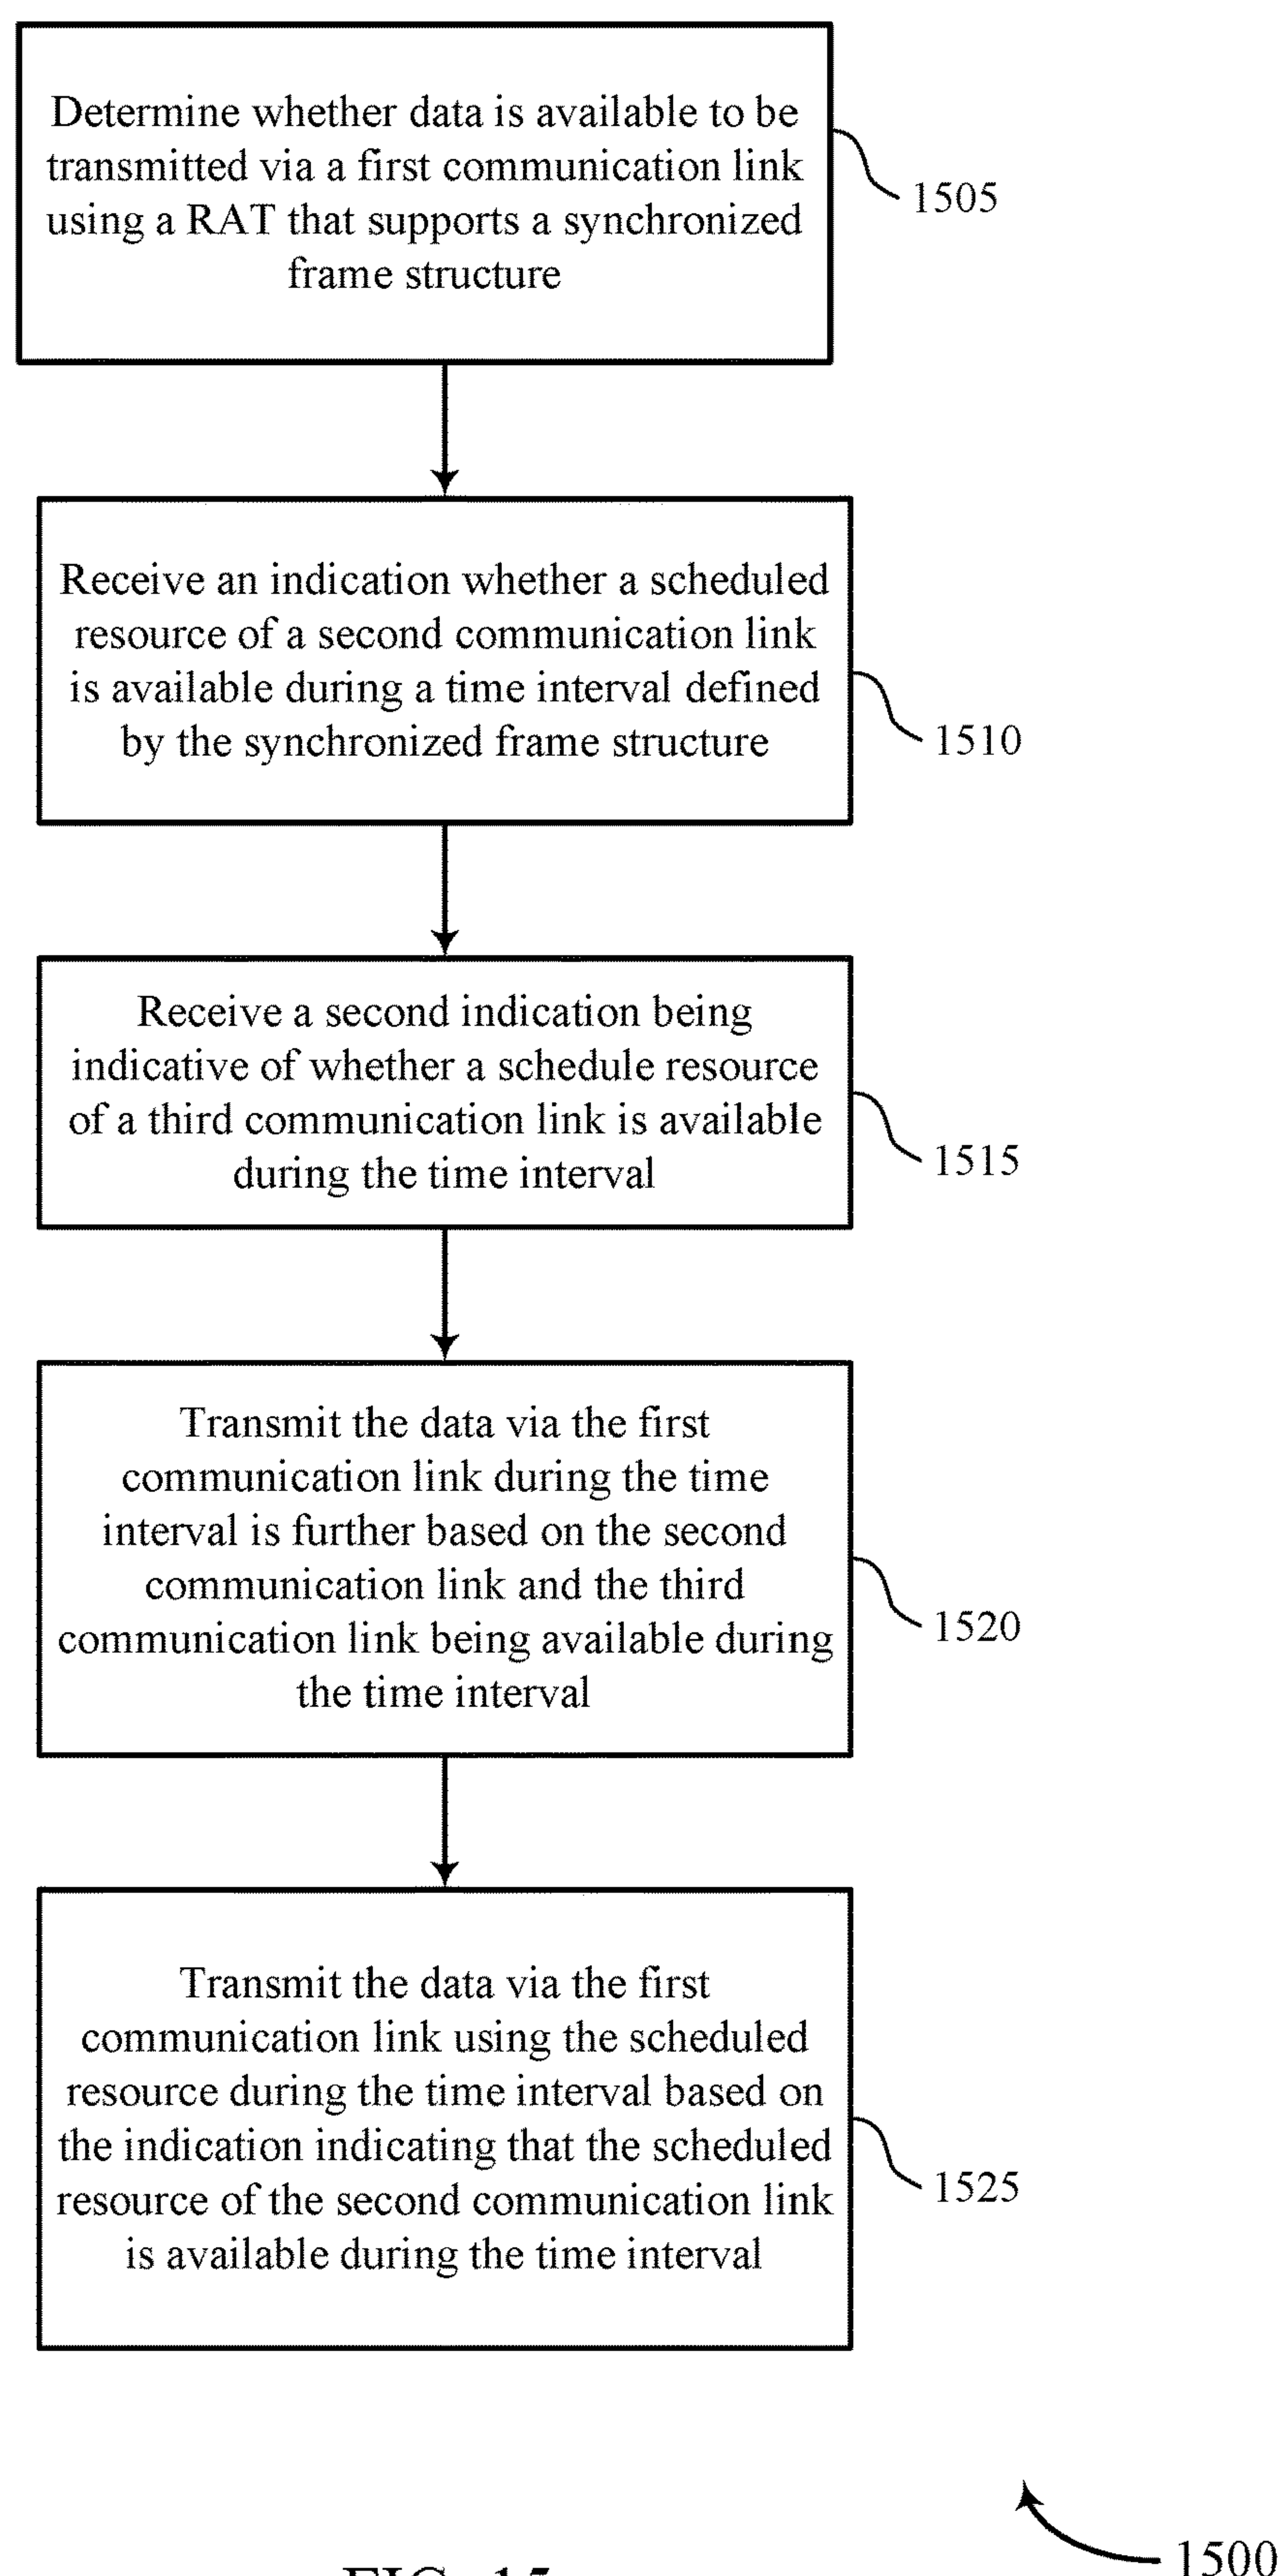 Determine whether data is available to be
transmitted via a first communication link
using a RAT that supports a synchronized
frame structure
1505
Receive an indication whether a scheduled
resource of a second communication link
is available during a time interval defined
by the synchronized frame structure
1510
Receive a second indication being
indicative of whether a schedule resource
of a third communication link is available
during the time interval
1515
Transmit the data via the first
communication link during the time
interval is further based on the second
communication link and the third
communication link being available during
the time interval
1520
Transmit the data via the first
communication link using the scheduled
resource during the time interval based on
the indication indicating that the scheduled
resource of the second communication link
is available during the time interval
1525
1500
FIG. 15